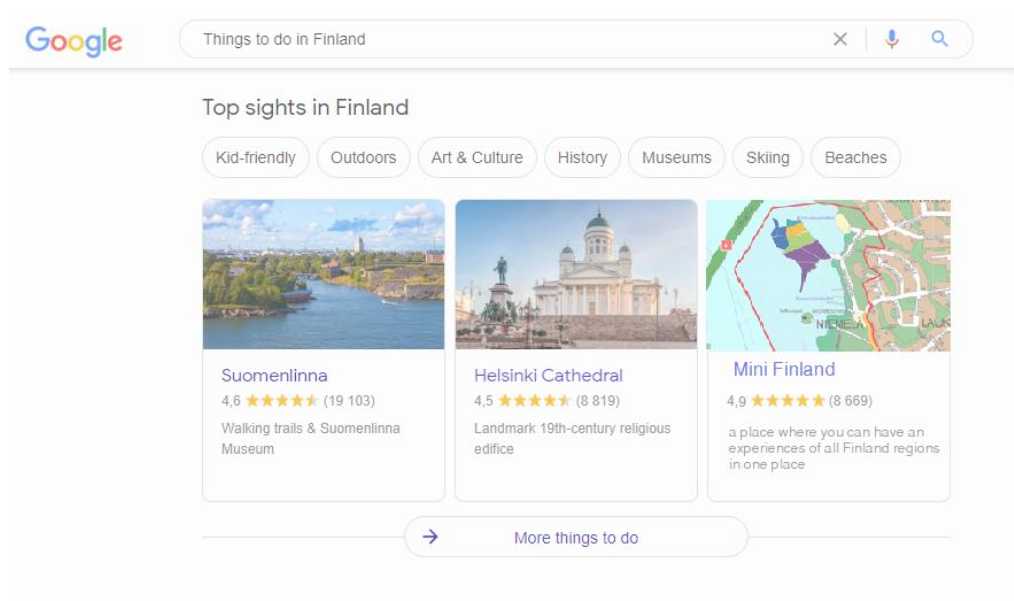 Google
Things to do in Finland
Top sights in Finland
Kid-friendly
Outdoors
Art & Culture
History
Museums
Skiing
Beaches
Suomenlinna
4,6 (19 103)
Walking trails & Suomenlinna
Museum
Helsinki Cathedral
4,5 (8 819)
Landmark 19th-century religious
edifice
Mini Finland
4,9 (8 669)
a place where you can have an
experiences of all Finland regions
in one place
More things to do